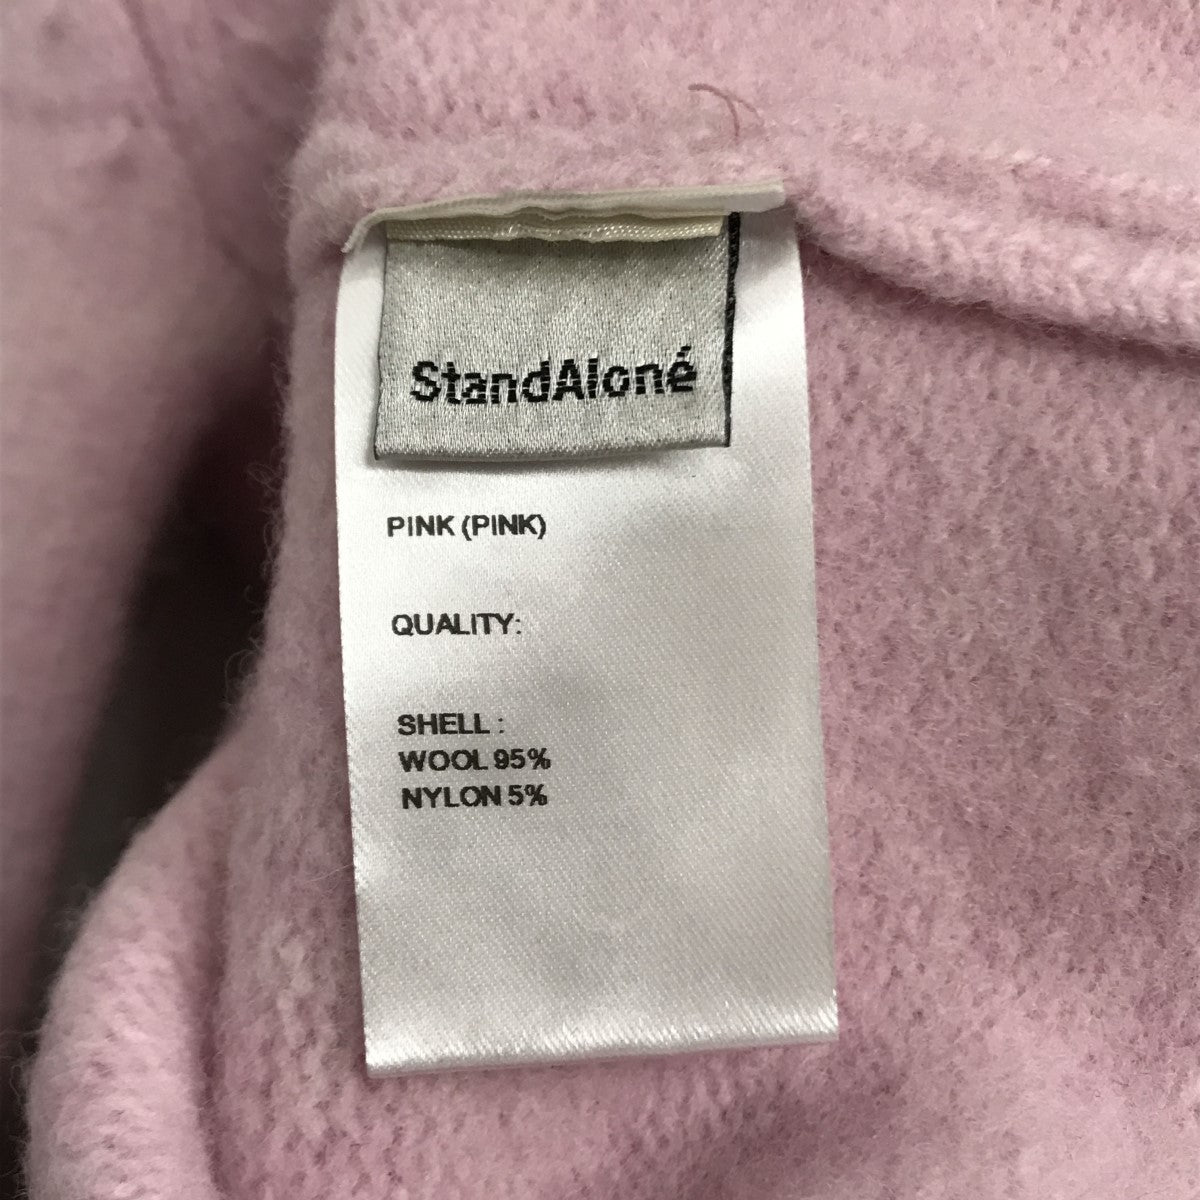 StandAloné
PINK (PINK)
QUALITY:
SHELL :
WOOL 95%
NYLON 5%